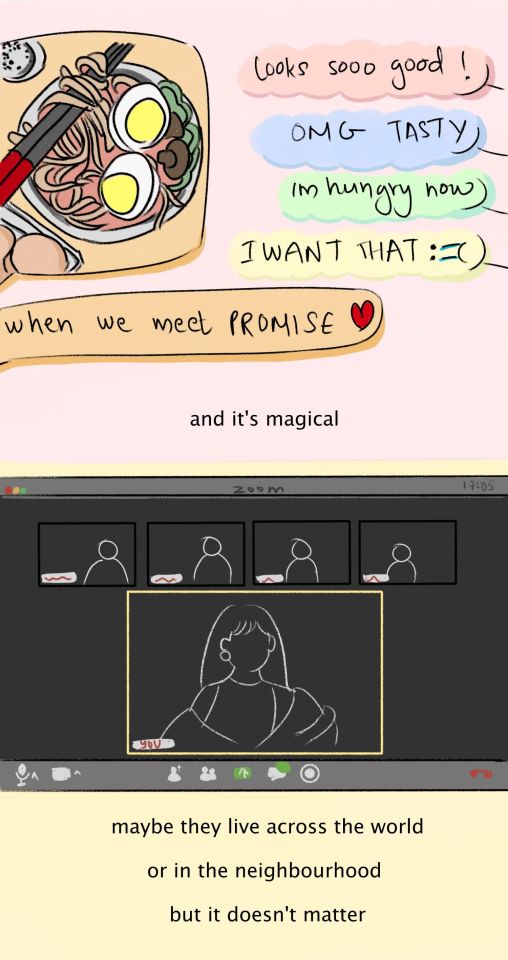 looks sooo good !
OMG TASTY
im hungry now
I WANT THAT :=(
when we meet PROMISE
and it's magical
zoom
17:05
YOU
maybe they live across the world
or in the neighbourhood
but it doesn't matter